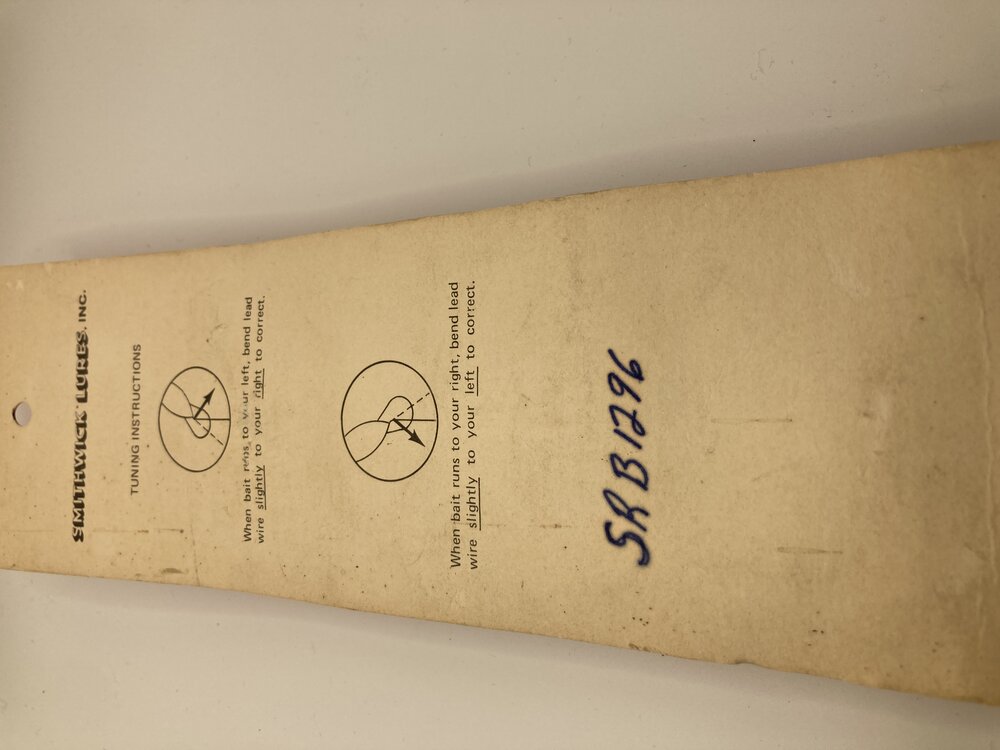 SMITHWICK LURES, INC.
TUNING INSTRUCTIONS
When bait runs to your left, bend lead
wire slightly to your right to correct.
When bait runs to your right, bend lead
wire slightly to your left to correct.
SRB1296